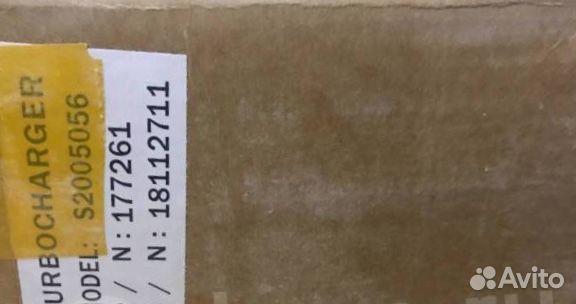 URBOCHARGER
ODEL: S2005056
/ N: 177261
/ N: 18112711
Avito